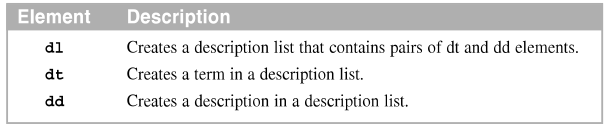 Element Description
dl Creates a description list that contains pairs of dt and dd elements.
dt Creates a term in a description list.
dd Creates a description in a description list.